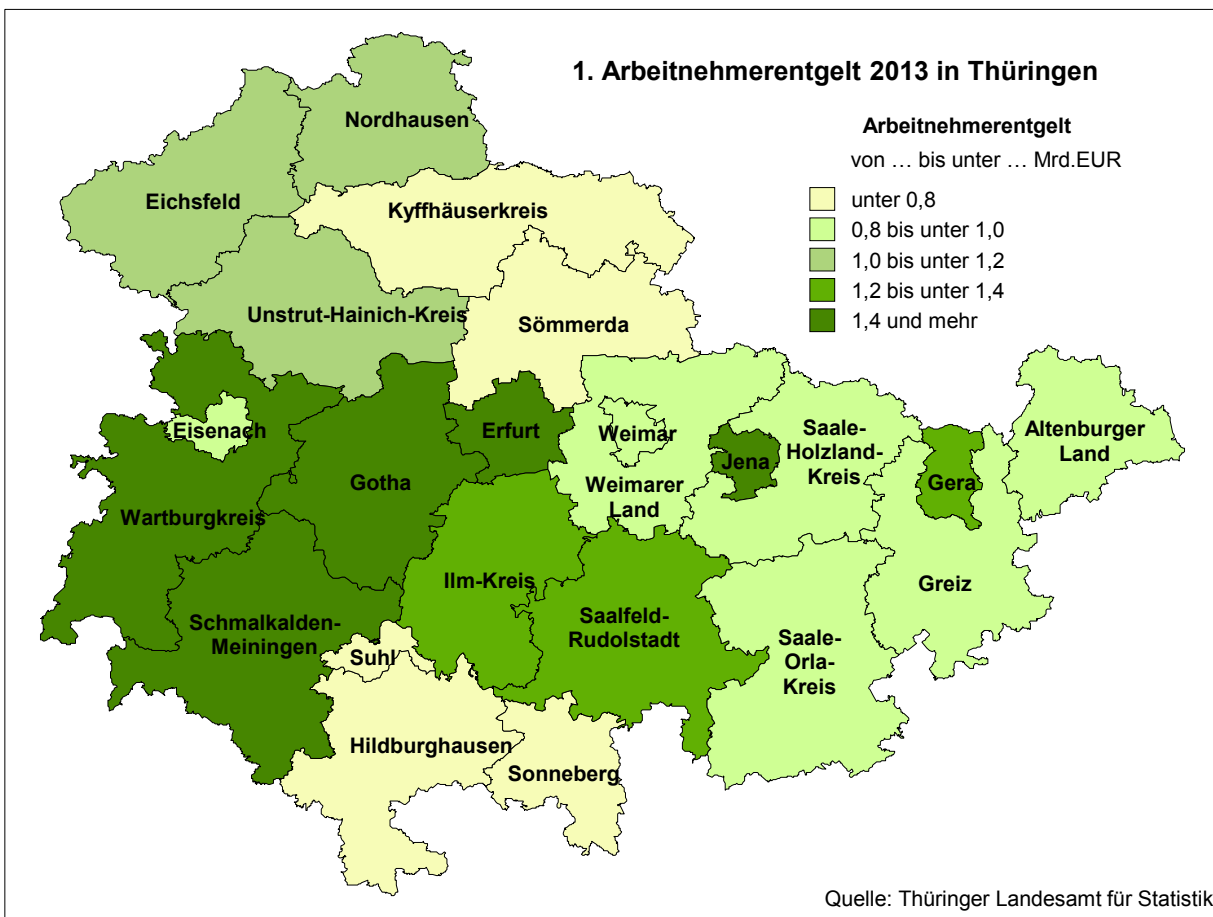 1. Arbeitnehmerentgelt 2013 in Thüringen
Arbeitnehmerentgelt
von … bis unter … Mrd.EUR
unter 0,8
0,8 bis unter 1,0
1,0 bis unter 1,2
1,2 bis unter 1,4
1,4 und mehr
Nordhausen
Eichsfeld
Kyffhäuserkreis
Unstrut-Hainich-Kreis
Sömmerda
Eisenach
Erfurt
Weimar
Saale-
Holzland-
Kreis
Altenburger
Land
Jena
Gotha
Weimarer
Land
Gera
Wartburgkreis
Ilm-Kreis
Greiz
Schmalkalden-
Meiningen
Saalfeld-
Rudolstadt
Suhl
Saale-
Orla-
Kreis
Hildburghausen
Sonneberg
Quelle: Thüringer Landesamt für Statistik